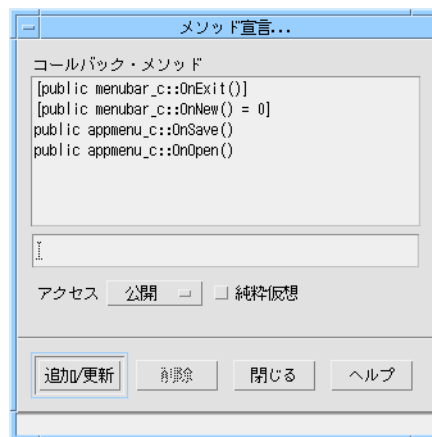 メソッド宣言...
コールバック・メソッド
[public menubar_c::OnExit()]
[public menubar_c::OnNew() = 0]
public appmenu_c::OnSave()
public appmenu_c::OnOpen()
アクセス 公開 純粋仮想
追加/更新 削除 閉じる ヘルプ